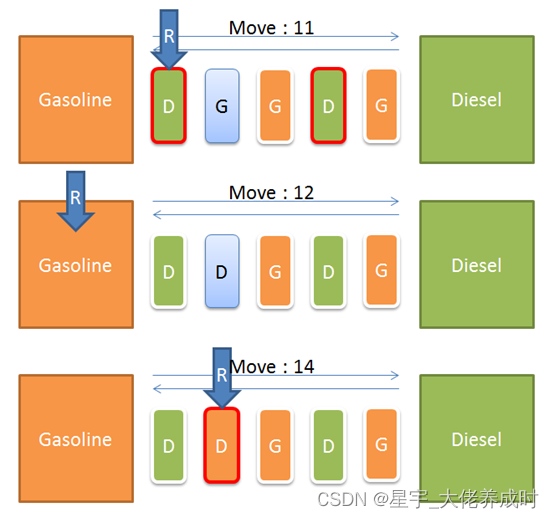 Move : 11
R
Gasoline D G G D G Diesel
Move : 12
R
Gasoline D D G D G Diesel
Move : 14
R
Gasoline D D G D G Diesel
CSDN @星宇_大佬养成时